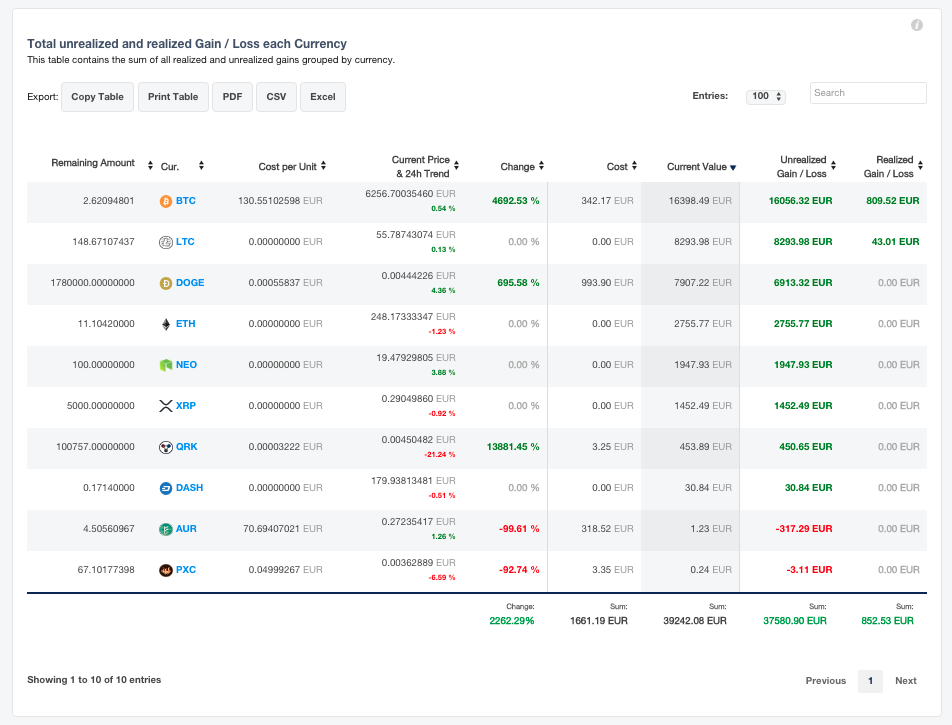 Total unrealized and realized Gain / Loss each Currency
This table contains the sum of all realized and unrealized gains grouped by currency.
Export: Copy Table Print Table PDF CSV Excel Entries: 100 Search
Remaining Amount Cur. Cost per Unit Current Price & 24h Trend Change Cost Current Value Unrealized Gain / Loss Realized Gain / Loss
2.62094801 BTC 130.55102598 EUR 6256.70035460 EUR 4692.53 % 342.17 EUR 16398.49 EUR 16056.32 EUR 809.52 EUR
0.54 %
148.67107437 LTC 0.00000000 EUR 55.78743074 EUR 0.00 % 0.00 EUR 8293.98 EUR 8293.98 EUR 43.01 EUR
0.13 %
1780000.00000000 DOGE 0.00055837 EUR 0.00444226 EUR 695.58 % 993.90 EUR 7907.22 EUR 6913.32 EUR 0.00 EUR
4.36 %
11.10420000 ETH 0.00000000 EUR 248.17333347 EUR 0.00 % 0.00 EUR 2755.77 EUR 2755.77 EUR 0.00 EUR
-1.23 %
100.00000000 NEO 0.00000000 EUR 19.47929805 EUR 0.00 % 0.00 EUR 1947.93 EUR 1947.93 EUR 0.00 EUR
3.88 %
5000.00000000 XRP 0.00000000 EUR 0.29049860 EUR 0.00 % 0.00 EUR 1452.49 EUR 1452.49 EUR 0.00 EUR
-0.92 %
100757.00000000 QRK 0.00003222 EUR 0.00450482 EUR 13881.45 % 3.25 EUR 453.89 EUR 450.65 EUR 0.00 EUR
-21.24 %
0.17140000 DASH 0.00000000 EUR 179.93813481 EUR 0.00 % 0.00 EUR 30.84 EUR 30.84 EUR 0.00 EUR
-0.51 %
4.50560967 AUR 70.69407021 EUR 0.27235417 EUR -99.61 % 318.52 EUR 1.23 EUR -317.29 EUR 0.00 EUR
1.26 %
67.10177398 PXC 0.04999267 EUR 0.00362889 EUR -92.74 % 3.35 EUR 0.24 EUR -3.11 EUR 0.00 EUR
-6.59 %
Change: Sum: Sum: Sum: Sum:
2262.29% 1661.19 EUR 39242.08 EUR 37580.90 EUR 852.53 EUR
Showing 1 to 10 of 10 entries Previous 1 Next